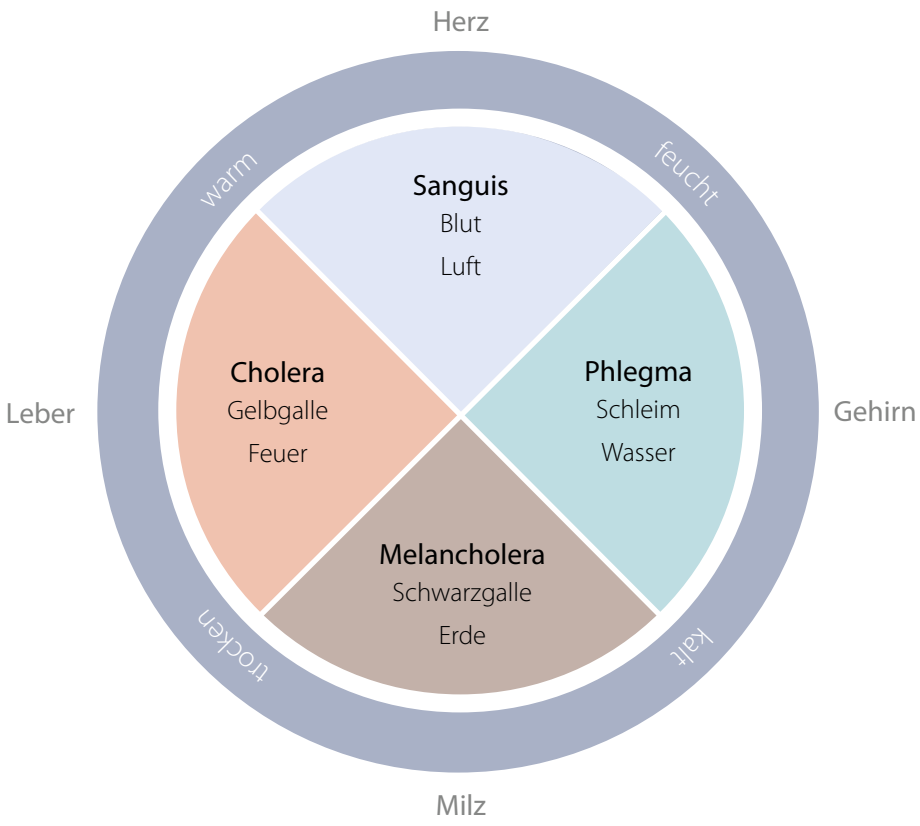 Herz
warm
feucht
Sanguis
Blut
Luft
Leber
Cholera
Gelbgalle
Feuer
Phlegma
Schleim
Wasser
Gehirn
Melancholera
Schwarzgalle
Erde
trocken
kalt
Milz